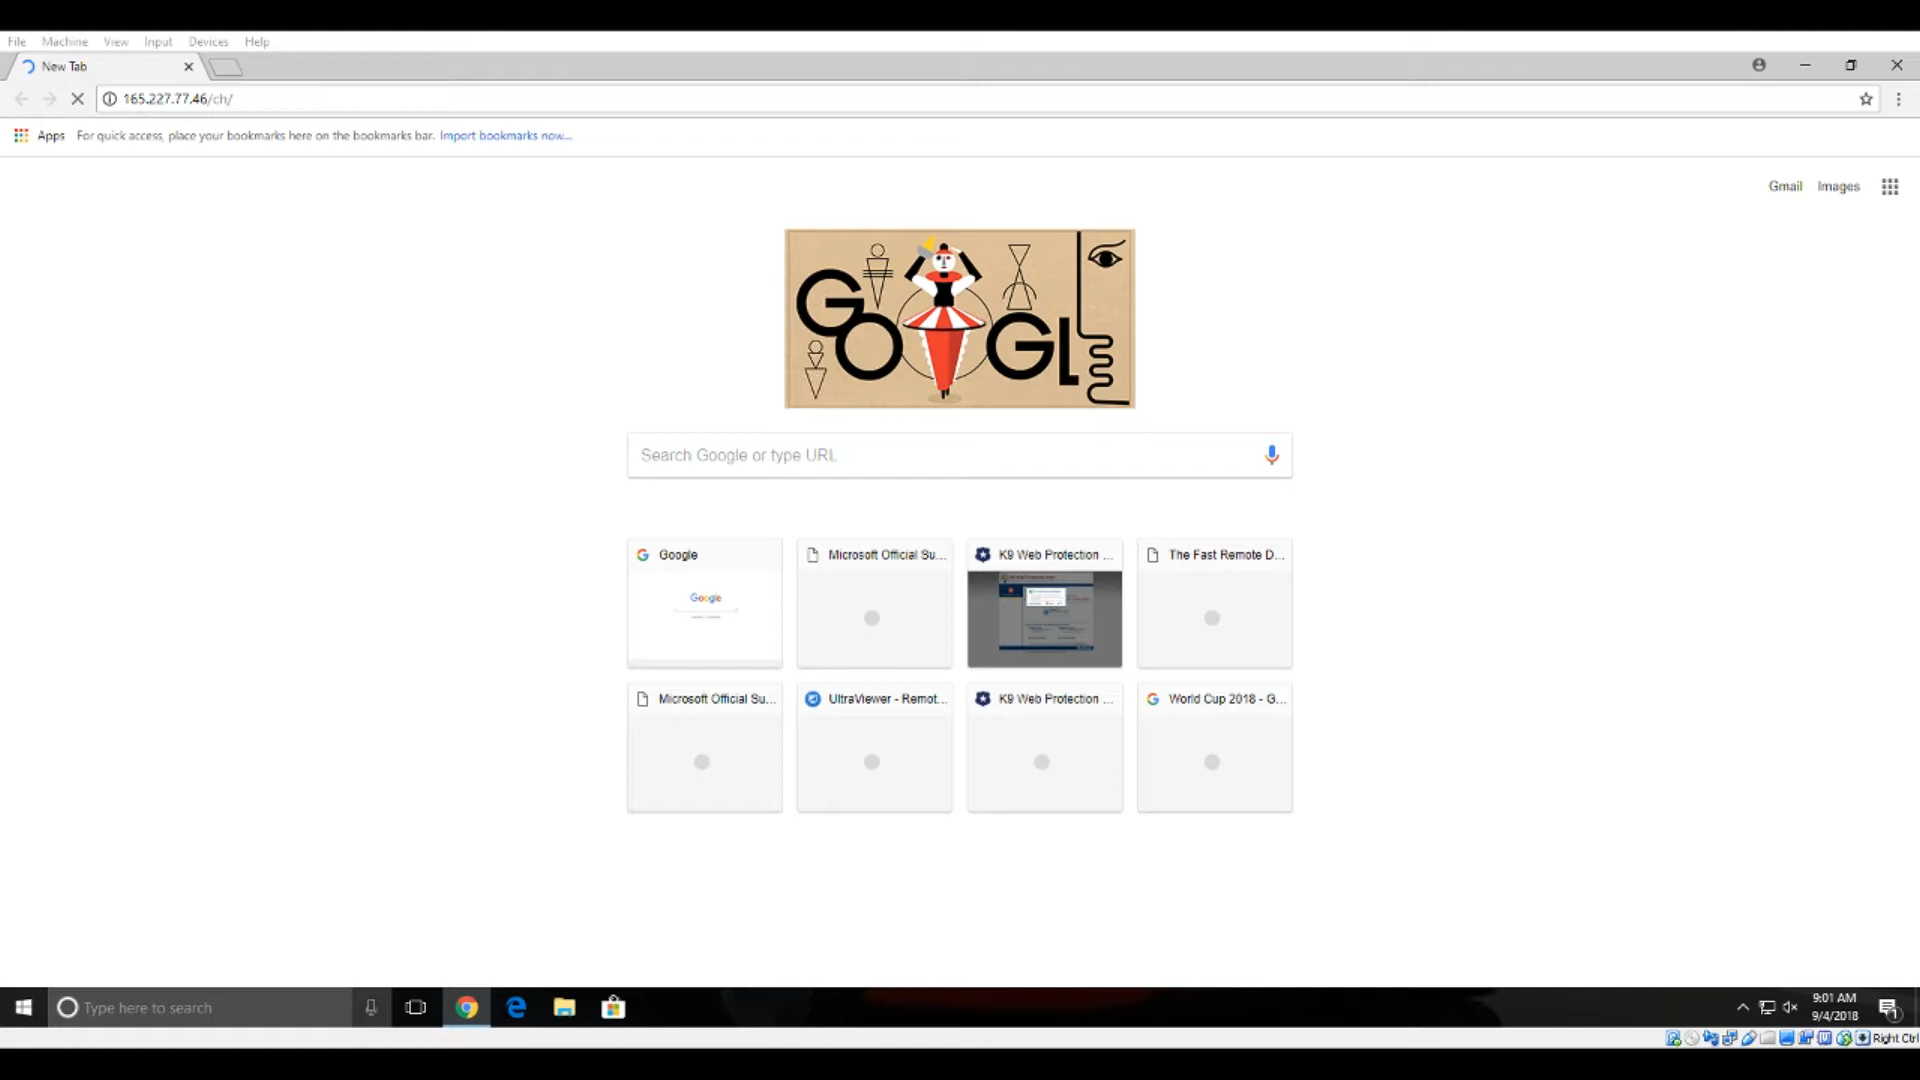 File Machine View Input Devices Help
New Tab
165.227.77.46/ch/
Apps For quick access, place your bookmarks here on the bookmarks bar. Import bookmarks now...
Gmail Images
GOOGLE
Search Google or type URL
Google Microsoft Official Su... K9 Web Protection ... The Fast Remote D...
Google
Microsoft Official Su... UltraViewer - Remot... K9 Web Protection ... World Cup 2018 - G...
Type here to search
9:01 AM
9/4/2018
1
Right Ctrl